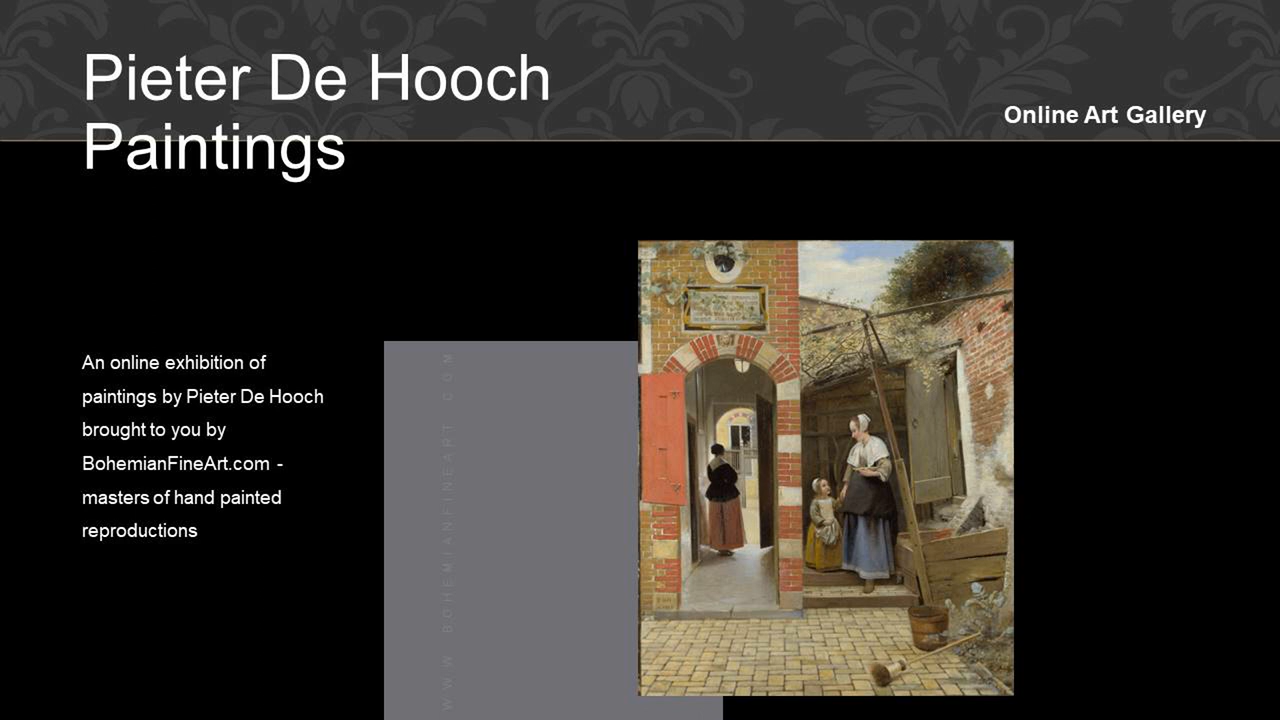 Pieter De Hooch
Paintings
Online Art Gallery
An online exhibition of
paintings by Pieter De Hooch
brought to you by
BohemianFineArt.com -
masters of hand painted
reproductions
WWW BOHEMIANFINEART COM